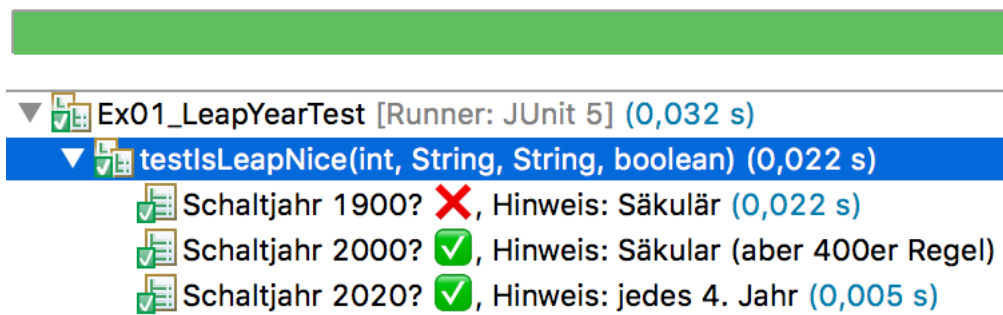 Ex01_LeapYearTest [Runner: JUnit 5] (0,032 s)
testIsLeapNice(int, String, String, boolean) (0,022 s)
Schaltjahr 1900? ❌, Hinweis: Säkulär (0,022 s)
Schaltjahr 2000? ✅, Hinweis: Säkular (aber 400er Regel)
Schaltjahr 2020? ✅, Hinweis: jedes 4. Jahr (0,005 s)